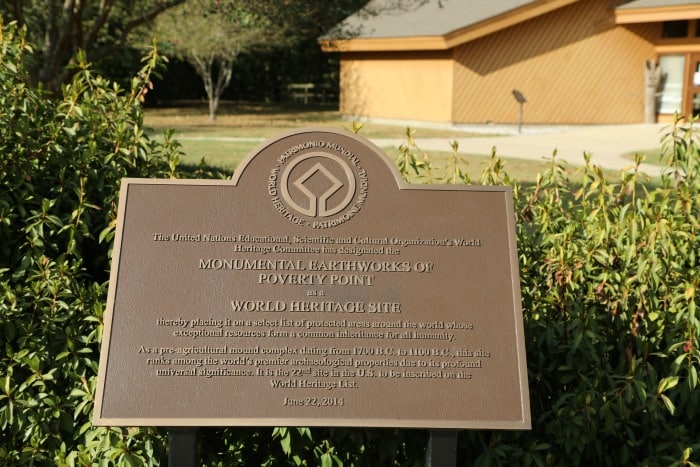 WORLD HERITAGE • PATRIMOINE MONDIAL • PATRIMONIO MUNDIAL •
The United Nations Educational, Scientific and Cultural Organization's World
Heritage Committee has designated the
MONUMENTAL EARTHWORKS OF
POVERTY POINT
as a
WORLD HERITAGE SITE
thereby placing it on a select list of protected areas around the world whose
exceptional resources form a common inheritance for all humanity.
As a pre-agricultural mound complex dating from 1700 B.C. to 1100 B.C., this site
ranks among the world's premier archaeological properties due to its profound
universal significance. It is the 22nd site in the U.S. to be inscribed on the
World Heritage List.
June 22, 2014